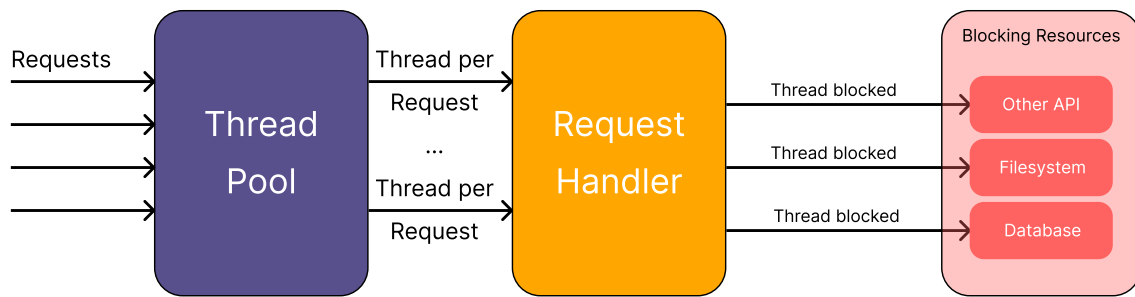 Requests
Thread
Pool
Thread per
Request
...
Thread per
Request
Request
Handler
Thread blocked
Thread blocked
Thread blocked
Blocking Resources
Other API
Filesystem
Database